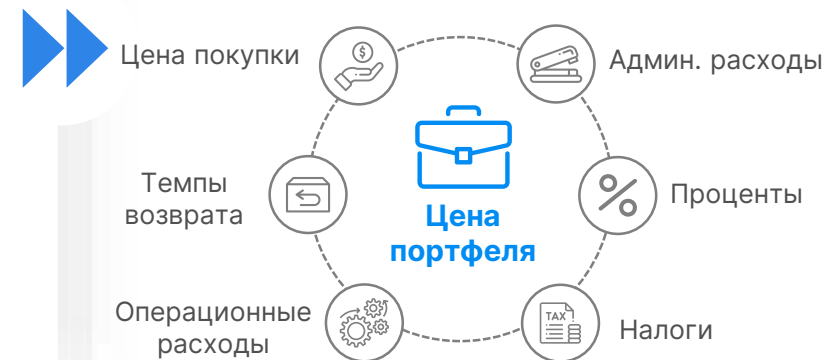 Цена покупки
Админ. расходы
Темпы
возврата
Цена
портфеля
Проценты
Операционные
расходы
TAX
Налоги